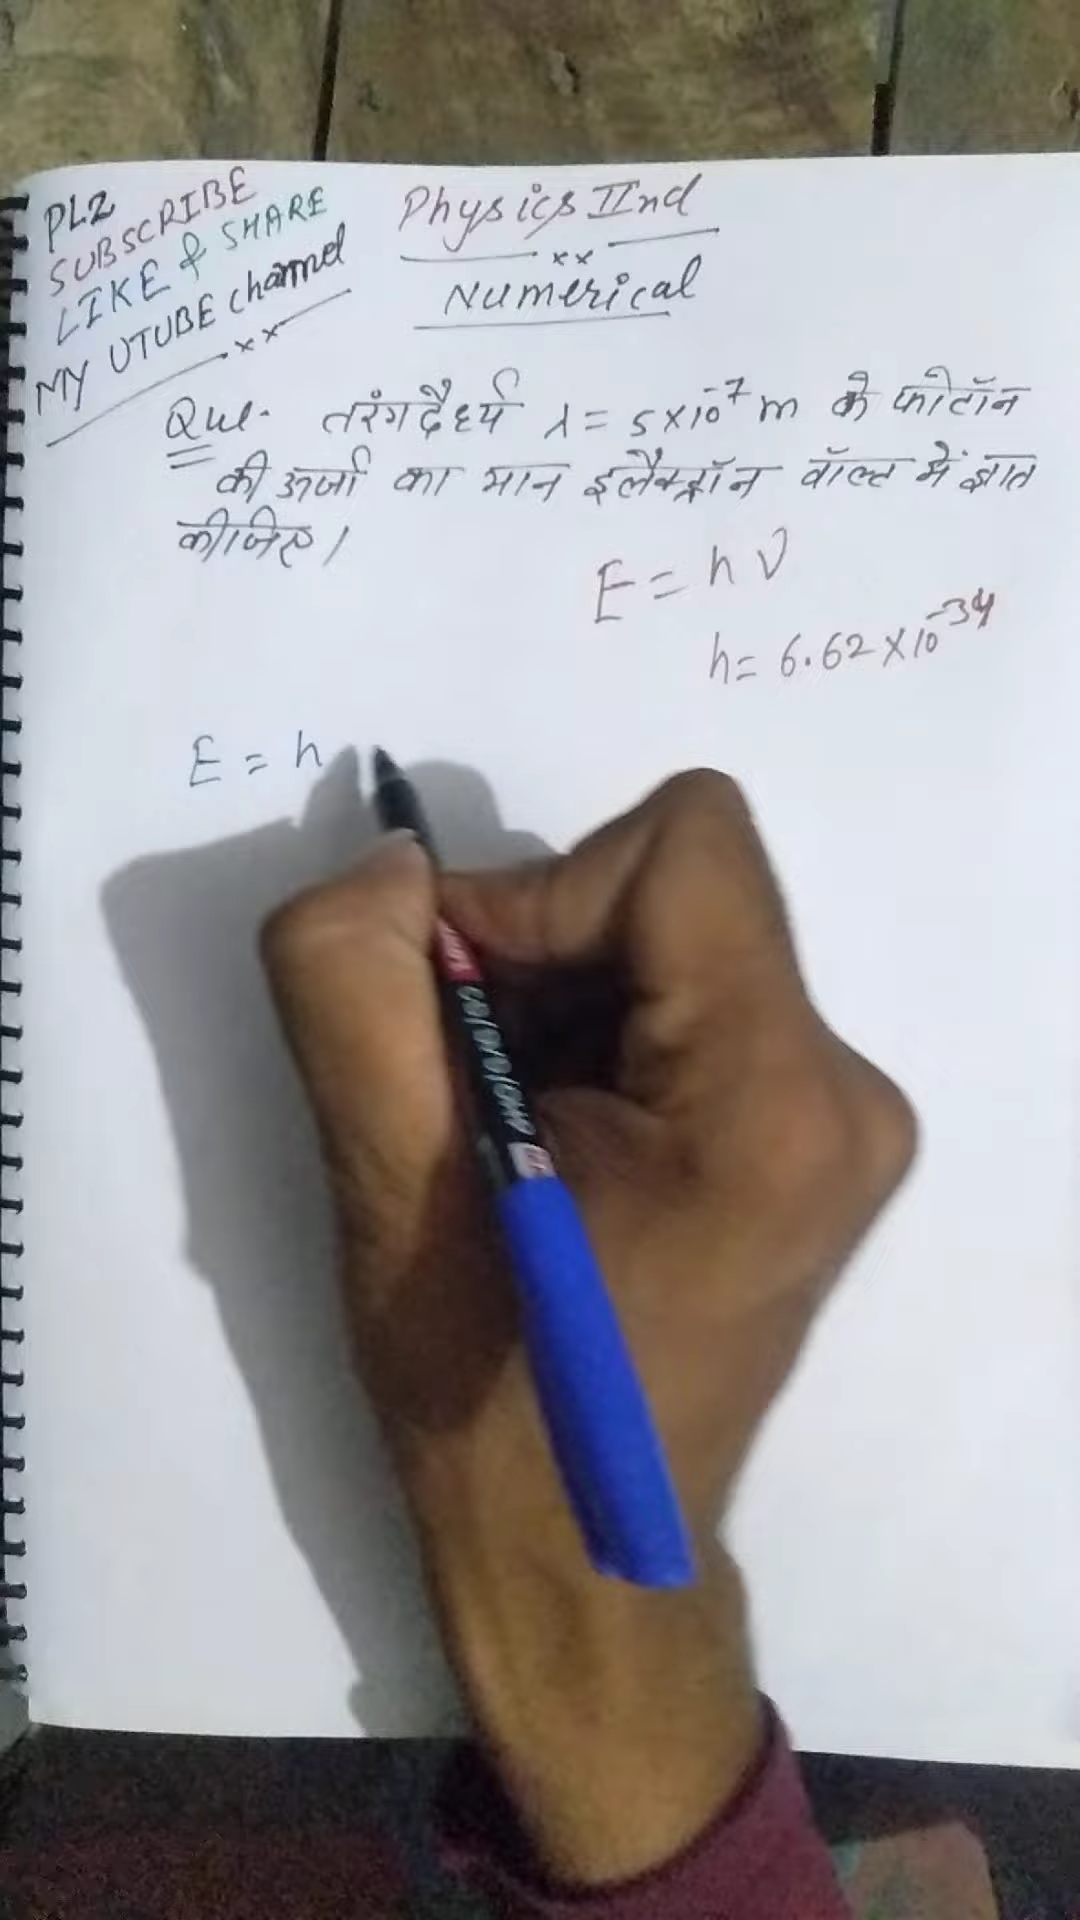 PLZ
SUBSCRIBE
LIKE & SHARE
MY UTUBE channel
Physics IInd
Numerical
Que. तरंगदैर्ध्य λ = 5×10⁻⁷ m के फोटॉन
की ऊर्जा का मान इलैक्ट्रॉन वॉल्ट में ज्ञात
कीजिए।
E = hν
h = 6.62×10⁻³⁴
E = h